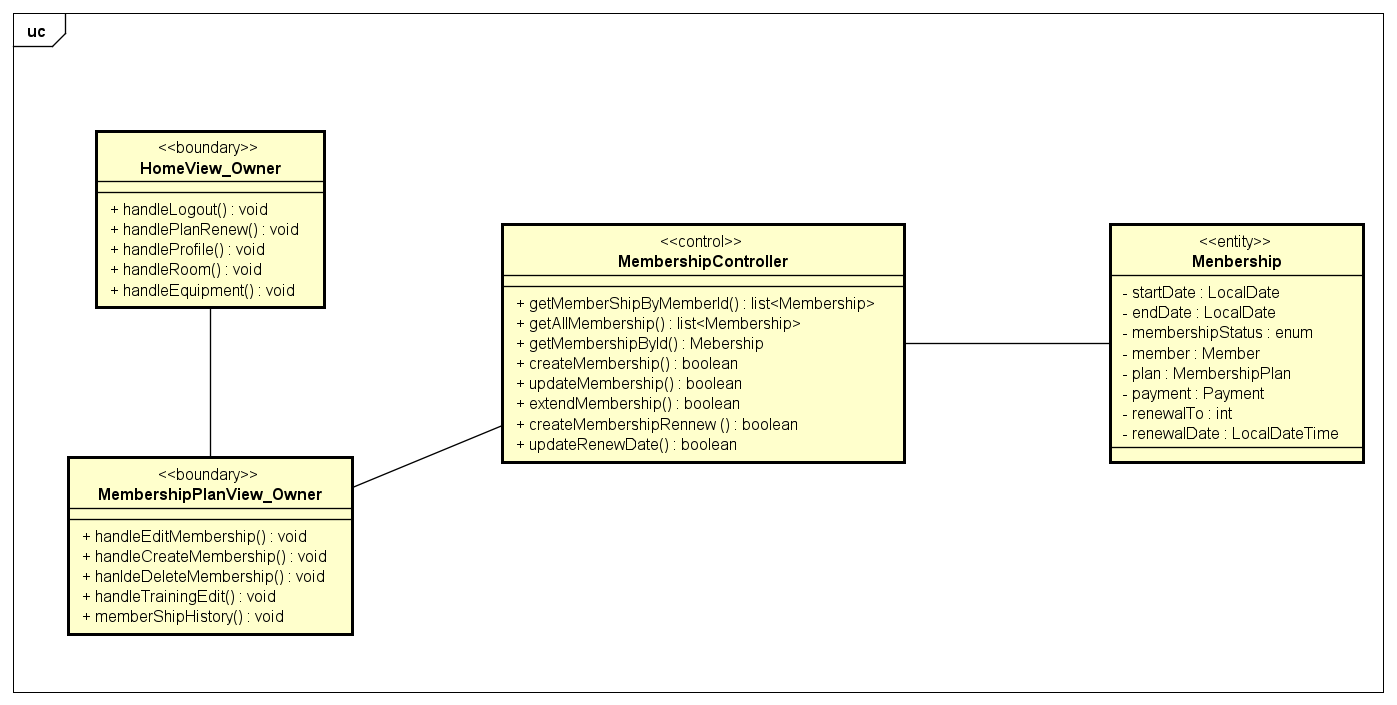 uc
<<boundary>>
HomeView_Owner
+ handleLogout() : void
+ handlePlanRenew() : void
+ handleProfile() : void
+ handleRoom() : void
+ handleEquipment() : void
<<boundary>>
MembershipPlanView_Owner
+ handleEditMembership() : void
+ handleCreateMembership() : void
+ hanldeDeleteMembership() : void
+ handleTrainingEdit() : void
+ memberShipHistory() : void
<<control>>
MembershipController
+ getMemberShipByMemberId() : list<Membership>
+ getAllMembership() : list<Membership>
+ getMembershipById() : Mebership
+ createMembership() : boolean
+ updateMembership() : boolean
+ extendMembership() : boolean
+ createMembershipRennew () : boolean
+ updateRenewDate() : boolean
<<entity>>
Menbership
- startDate : LocalDate
- endDate : LocalDate
- membershipStatus : enum
- member : Member
- plan : MembershipPlan
- payment : Payment
- renewalTo : int
- renewalDate : LocalDateTime